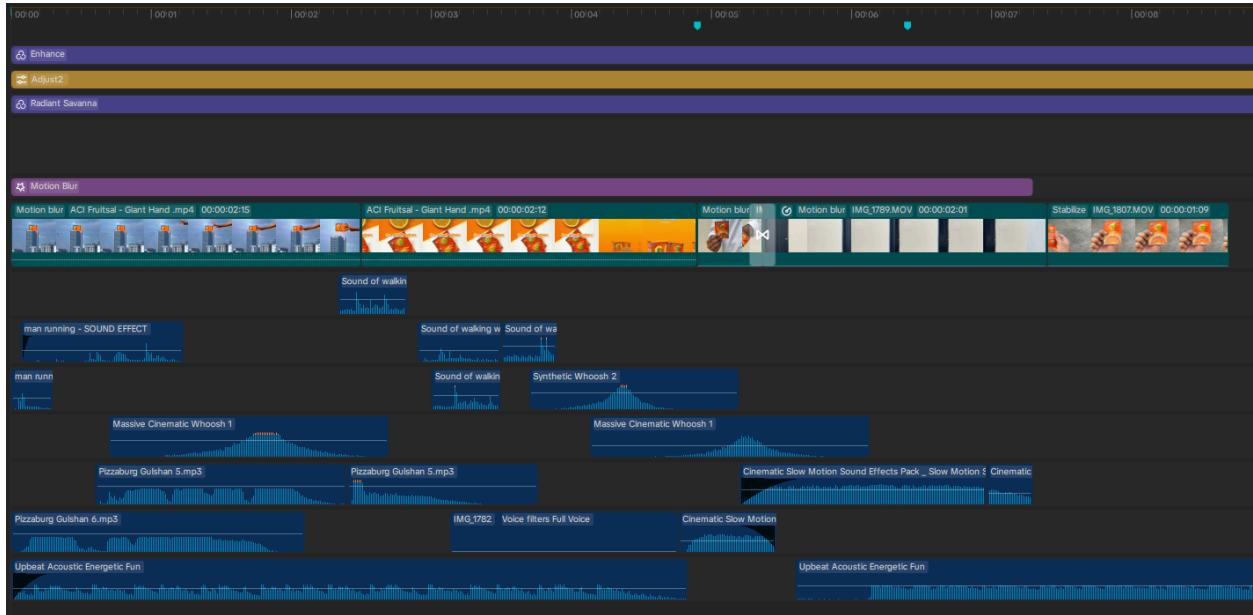 00:00 00:01 00:02 00:03 00:04 00:05 00:06 00:07 00:08
Enhance
Adjust2
Radiant Savanna
Motion Blur
Motion blur ACI Fruitsal - Giant Hand .mp4 00:00:02:15 ACI Fruitsal - Giant Hand .mp4 00:00:02:12 Motion blur Motion blur IMG_1789.MOV 00:00:02:01 Stabilize IMG_1807.MOV 00:00:01:09
Sound of walkin
man running - SOUND EFFECT Sound of walking w Sound of wa
man runn Sound of walkin Synthetic Whoosh 2
Massive Cinematic Whoosh 1 Massive Cinematic Whoosh 1
Pizzaburg Gulshan 5.mp3 Pizzaburg Gulshan 5.mp3 Cinematic Slow Motion Sound Effects Pack _ Slow Motion S Cinematic
Pizzaburg Gulshan 6.mp3 IMG_1782 Voice filters Full Voice Cinematic Slow Motion
Upbeat Acoustic Energetic Fun Upbeat Acoustic Energetic Fun